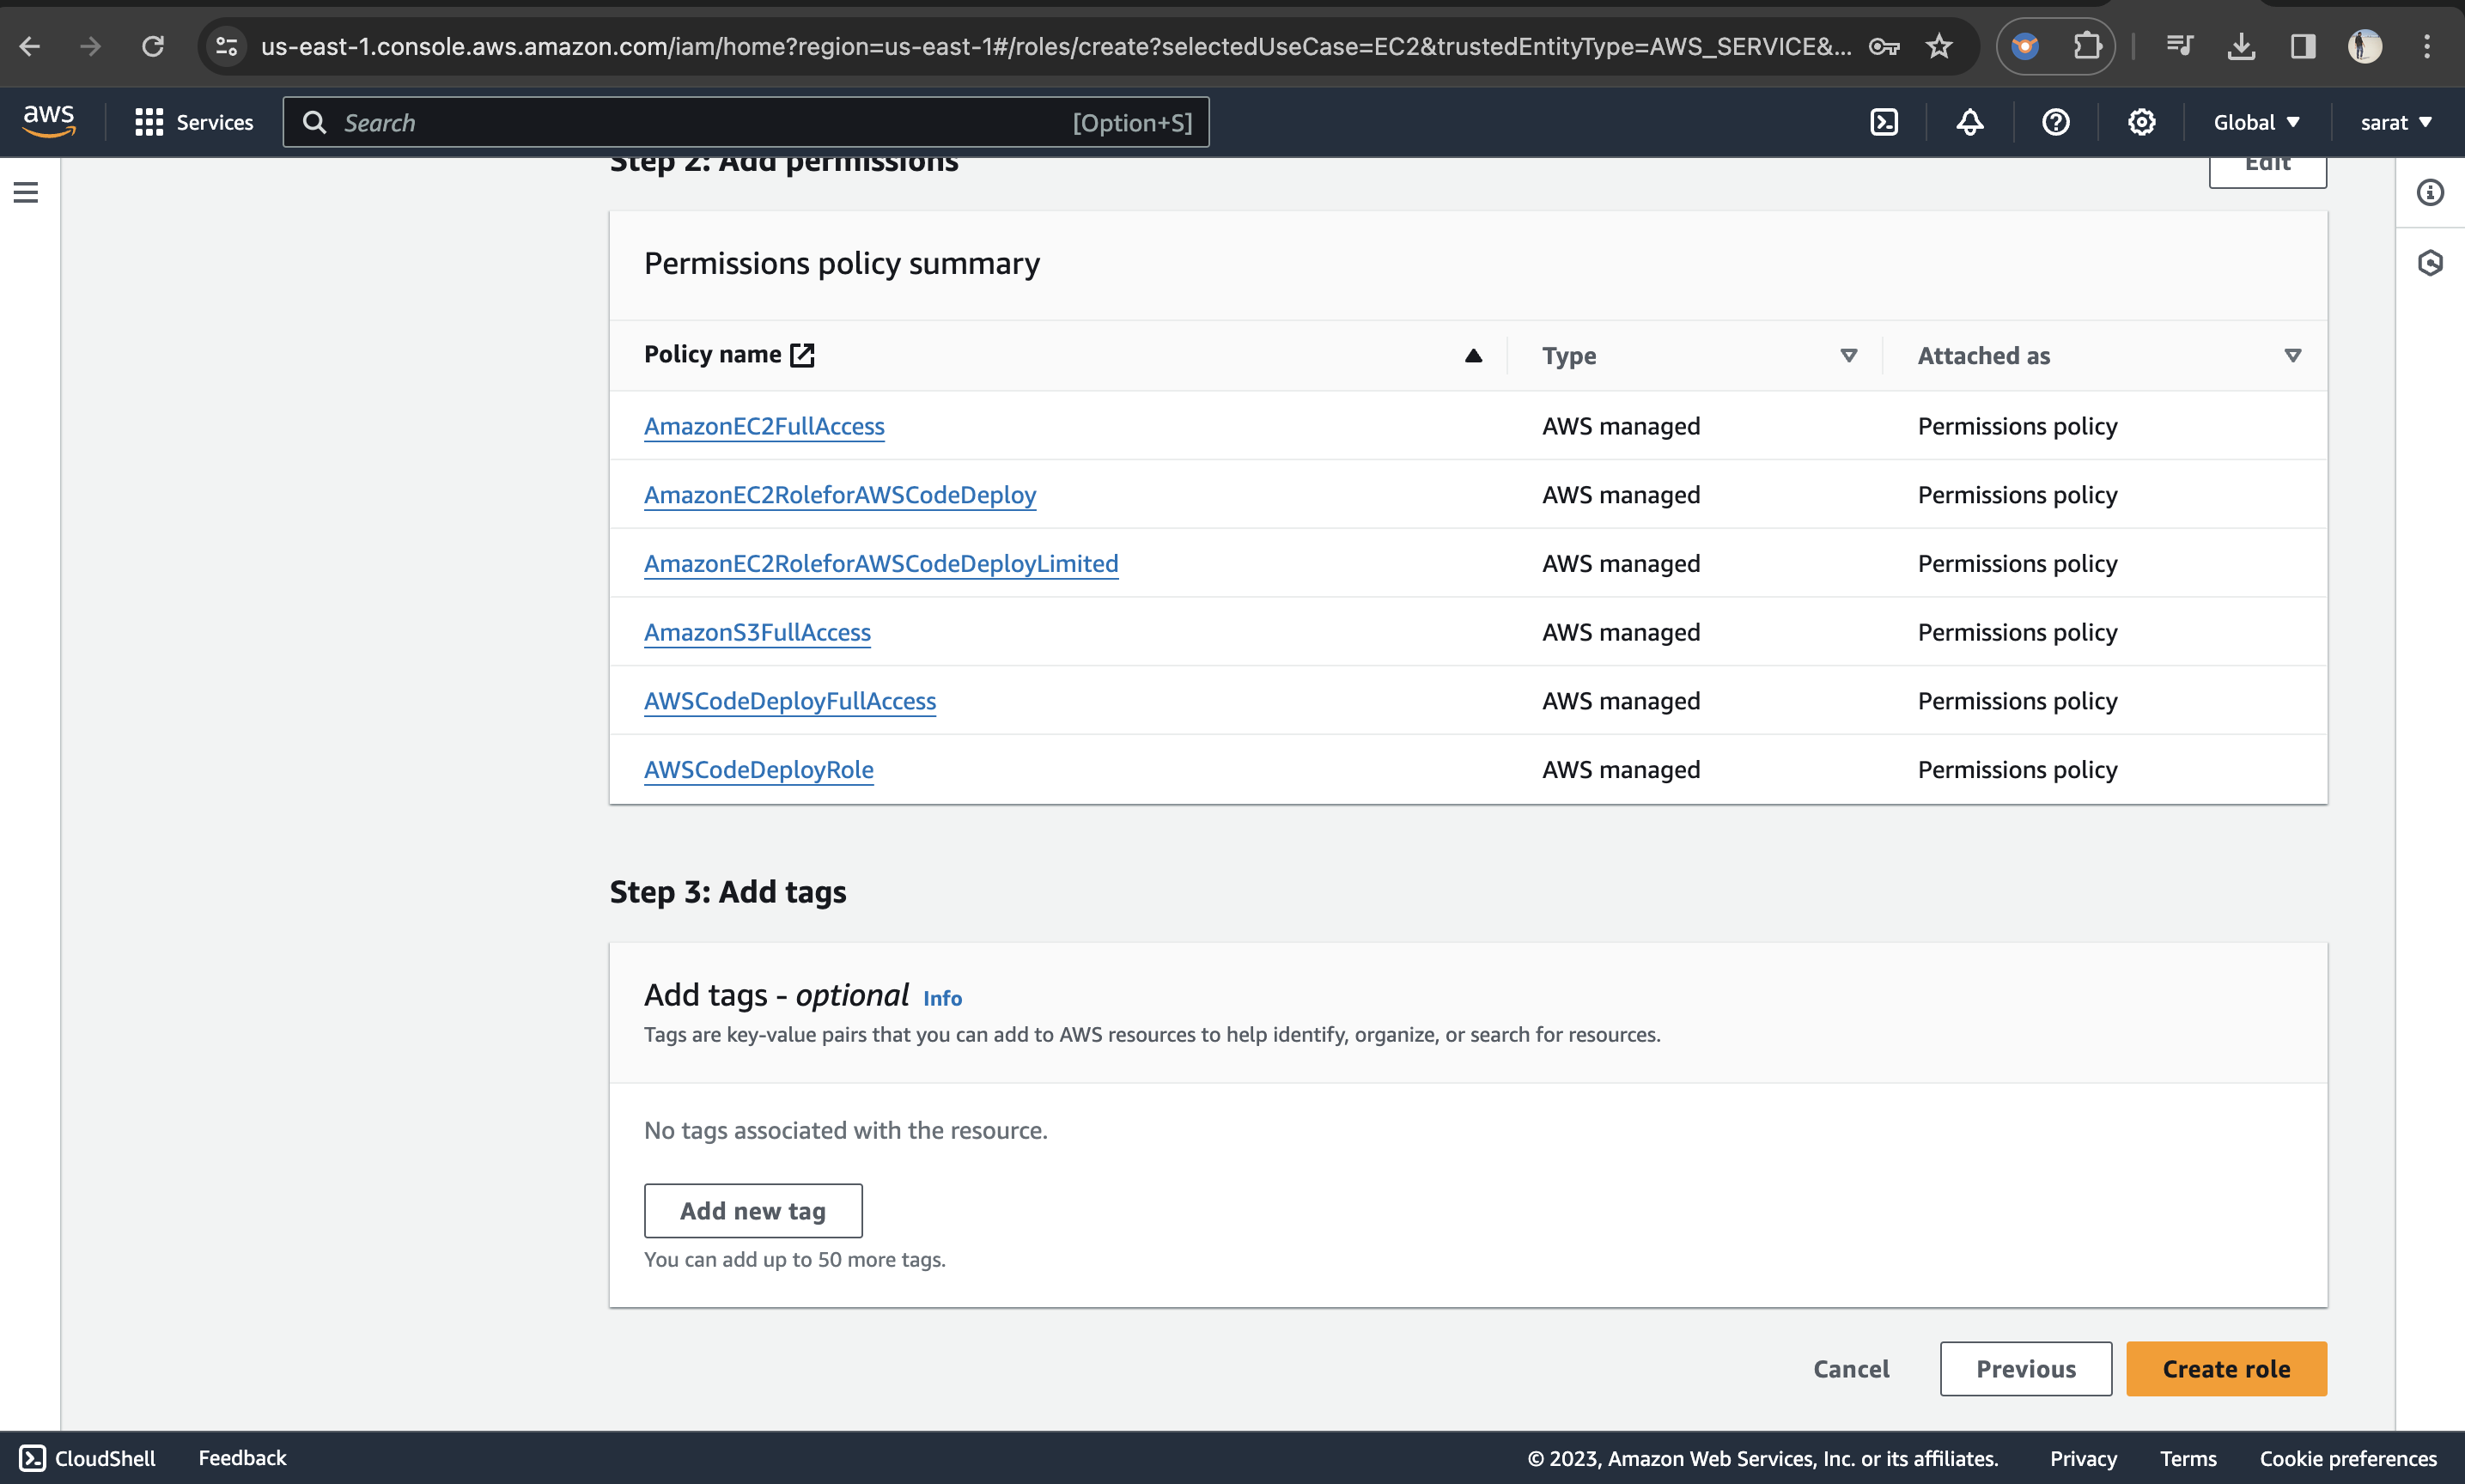 us-east-1.console.aws.amazon.com/iam/home?region=us-east-1#/roles/create?selectedUseCase=EC2&trustedEntityType=AWS_SERVICE&...
aws Services Search [Option+S] Global sarat
Step 2: Add permissions Edit
Permissions policy summary
Policy name Type Attached as
AmazonEC2FullAccess AWS managed Permissions policy
AmazonEC2RoleforAWSCodeDeploy AWS managed Permissions policy
AmazonEC2RoleforAWSCodeDeployLimited AWS managed Permissions policy
AmazonS3FullAccess AWS managed Permissions policy
AWSCodeDeployFullAccess AWS managed Permissions policy
AWSCodeDeployRole AWS managed Permissions policy
Step 3: Add tags
Add tags - optional Info
Tags are key-value pairs that you can add to AWS resources to help identify, organize, or search for resources.
No tags associated with the resource.
Add new tag
You can add up to 50 more tags.
Cancel Previous Create role
CloudShell Feedback © 2023, Amazon Web Services, Inc. or its affiliates. Privacy Terms Cookie preferences